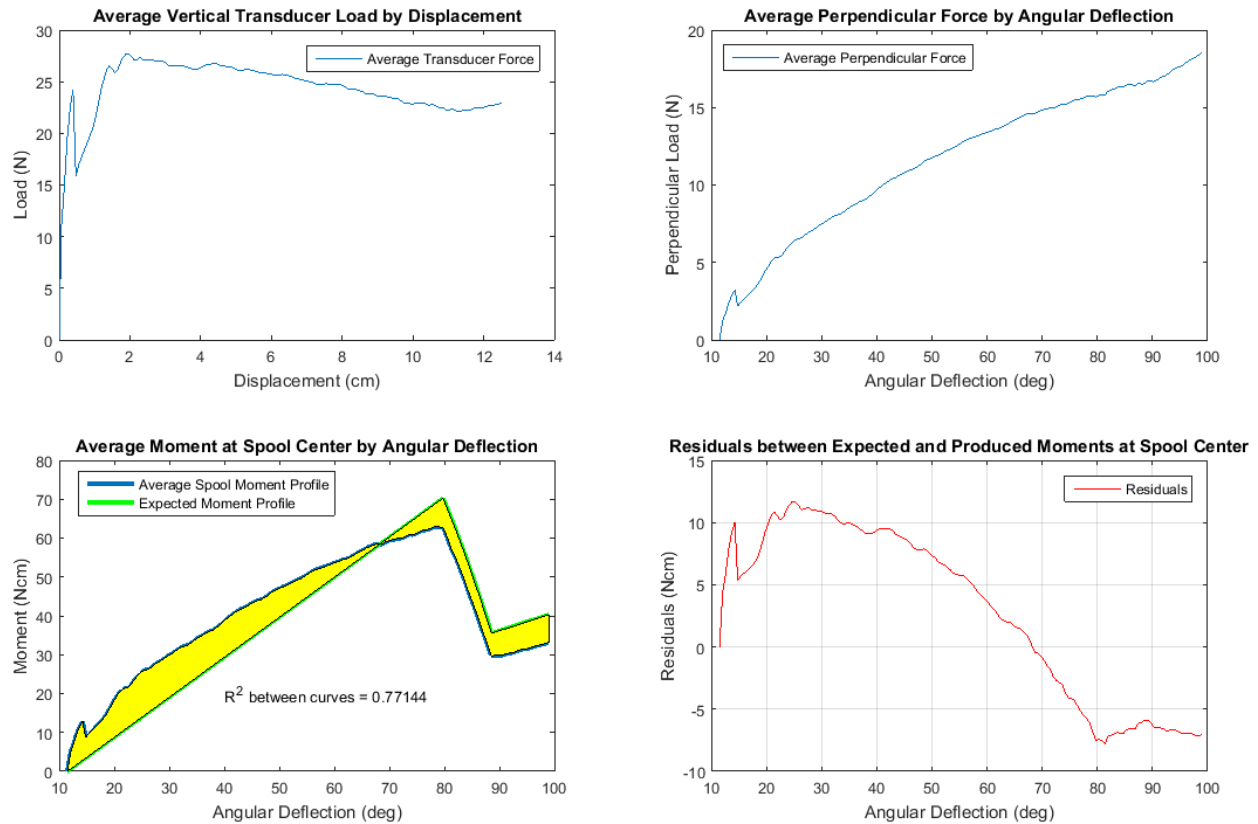 Average Vertical Transducer Load by Displacement
30
25
20
15
10
5
0
Load (N)
Average Transducer Force
0 2 4 6 8 10 12 14
Displacement (cm)
Average Perpendicular Force by Angular Deflection
20
15
10
5
0
Perpendicular Load (N)
Average Perpendicular Force
10 20 30 40 50 60 70 80 90 100
Angular Deflection (deg)
Average Moment at Spool Center by Angular Deflection
80
70
60
50
40
30
20
10
0
Moment (Ncm)
Average Spool Moment Profile
Expected Moment Profile
R² between curves = 0.77144
10 20 30 40 50 60 70 80 90 100
Angular Deflection (deg)
Residuals between Expected and Produced Moments at Spool Center
15
10
5
0
-5
-10
Residuals (Ncm)
Residuals
10 20 30 40 50 60 70 80 90 100
Angular Deflection (deg)